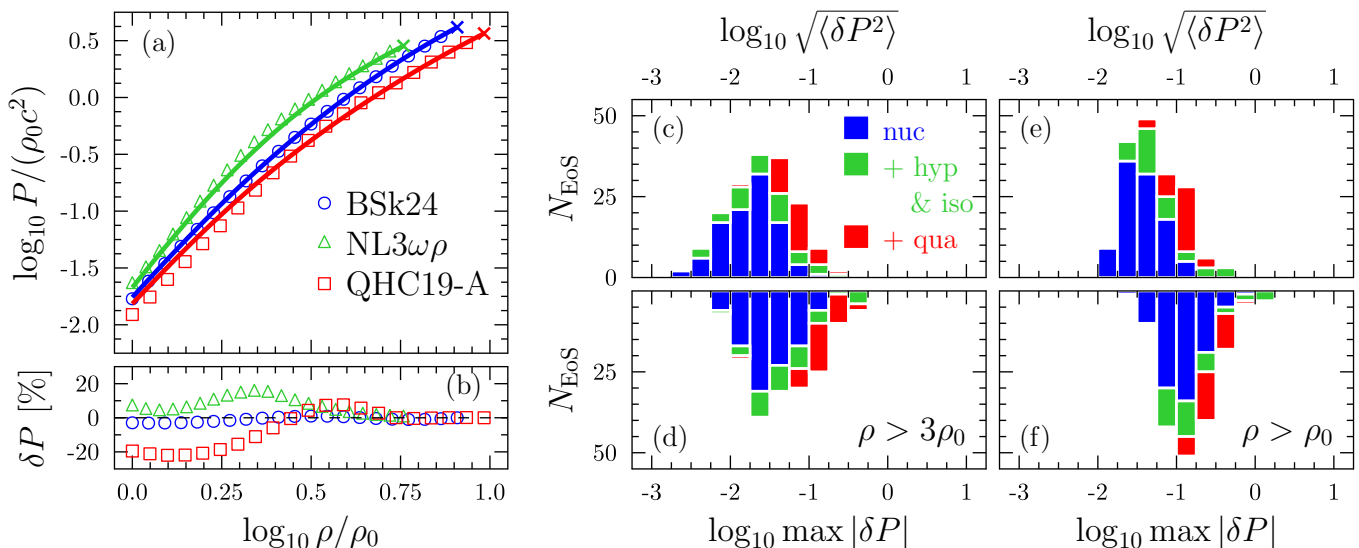 (a)
log₁₀ P/(ρ₀c²)
0.5
0.0
-0.5
-1.0
-1.5
-2.0
BSk24
NL3ωρ
QHC19-A
(b)
δP [%]
20
0
-20
0.0 0.25 0.5 0.75 1.0
log₁₀ ρ/ρ₀
log₁₀ √⟨δP²⟩ log₁₀ √⟨δP²⟩
-3 -2 -1 0 1 -3 -2 -1 0 1
(c) (e)
nuc
+ hyp
& iso
+ qua
N_EoS
50
25
0
(d) ρ > 3ρ₀ (f) ρ > ρ₀
N_EoS
25
50
-3 -2 -1 0 1 -3 -2 -1 0 1
log₁₀ max |δP| log₁₀ max |δP|